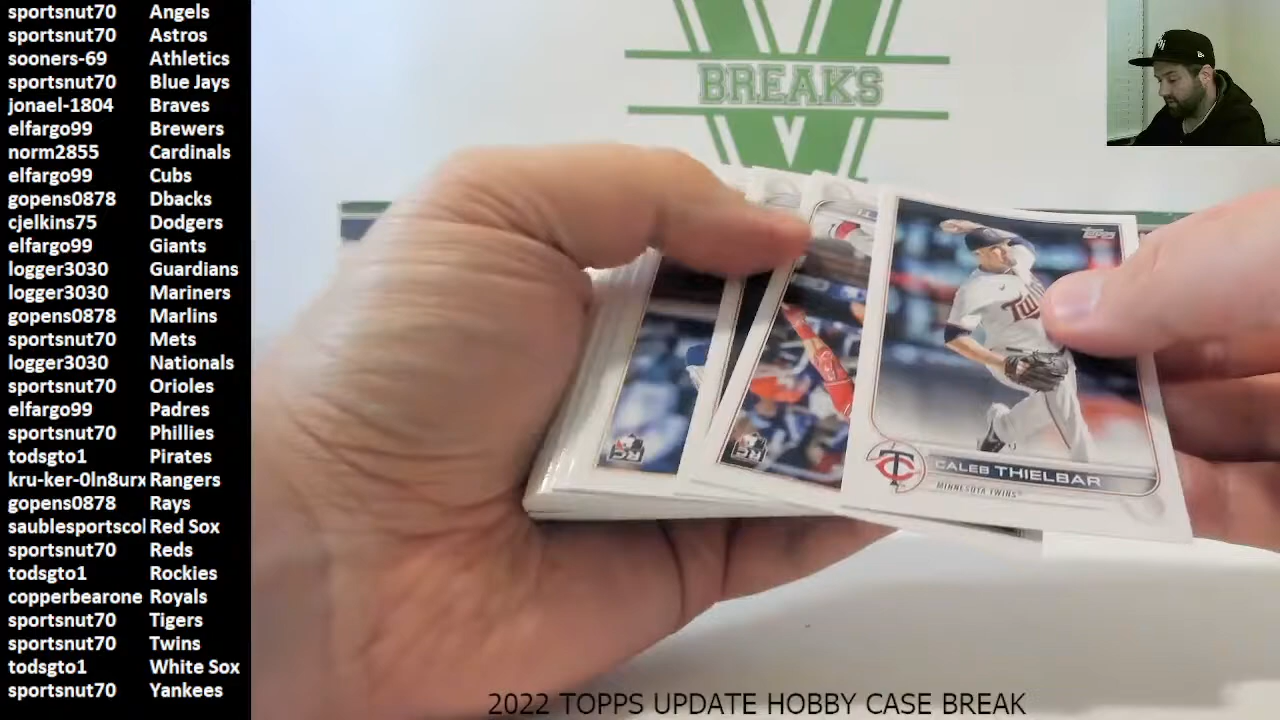 sportsnut70 Angels
sportsnut70 Astros
sooners-69 Athletics
sportsnut70 Blue Jays
jonael-1804 Braves
elfargo99 Brewers
norm2855 Cardinals
elfargo99 Cubs
gopens0878 Dbacks
cjelkins75 Dodgers
elfargo99 Giants
logger3030 Guardians
logger3030 Mariners
gopens0878 Marlins
sportsnut70 Mets
logger3030 Nationals
sportsnut70 Orioles
elfargo99 Padres
sportsnut70 Phillies
todsgto1 Pirates
kru-ker-0ln8urx Rangers
gopens0878 Rays
saublesportscol Red Sox
sportsnut70 Reds
todsgto1 Rockies
copperbearone Royals
sportsnut70 Tigers
sportsnut70 Twins
todsgto1 White Sox
sportsnut70 Yankees
V
BREAKS
Topps
Twins
TC
CALEB THIELBAR
MINNESOTA TWINS
RC
RC
2022 TOPPS UPDATE HOBBY CASE BREAK